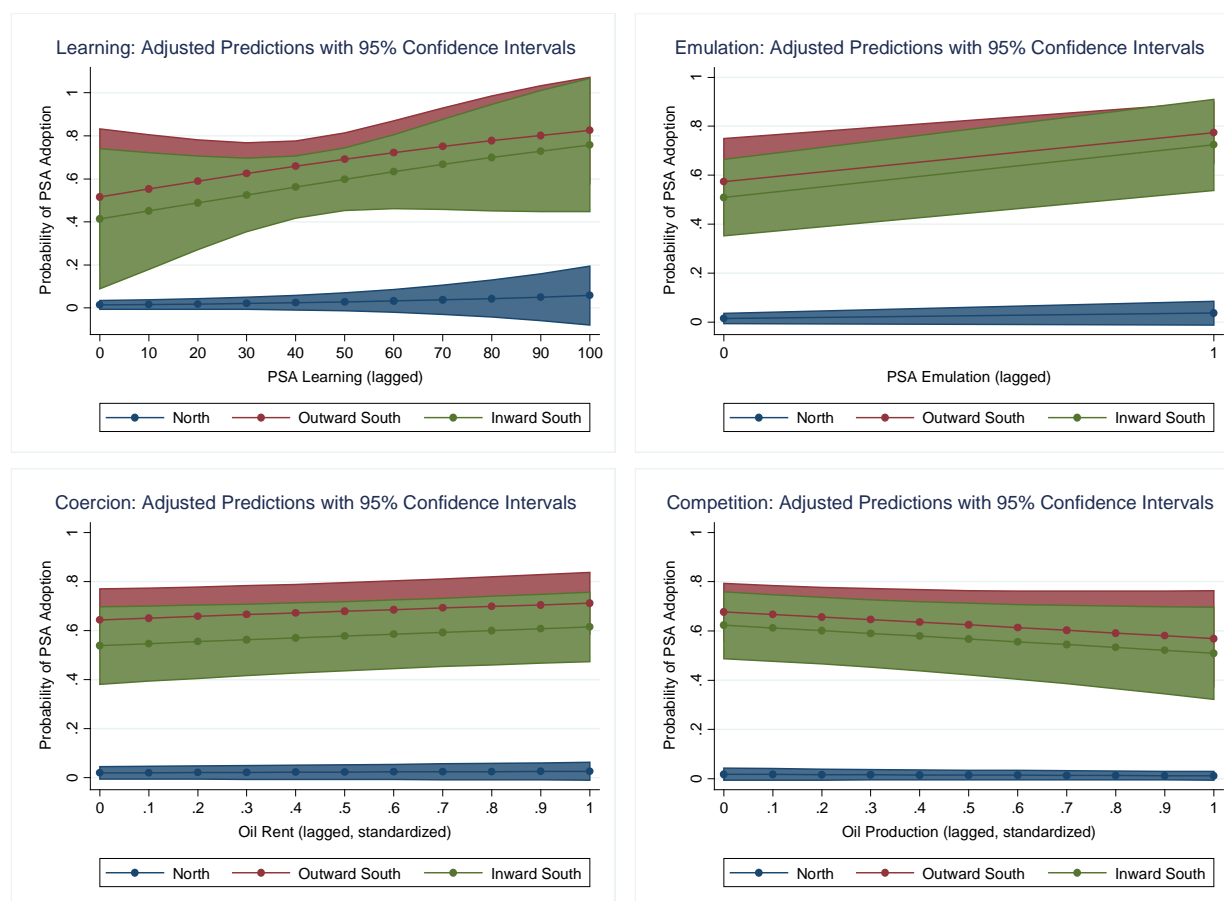 Learning: Adjusted Predictions with 95% Confidence Intervals
Probability of PSA Adoption
1
.8
.6
.4
.2
0
0 10 20 30 40 50 60 70 80 90 100
PSA Learning (lagged)
North Outward South Inward South
Emulation: Adjusted Predictions with 95% Confidence Intervals
Probability of PSA Adoption
1
.8
.6
.4
.2
0
0 1
PSA Emulation (lagged)
North Outward South Inward South
Coercion: Adjusted Predictions with 95% Confidence Intervals
Probability of PSA Adoption
1
.8
.6
.4
.2
0
0 .1 .2 .3 .4 .5 .6 .7 .8 .9 1
Oil Rent (lagged, standardized)
North Outward South Inward South
Competition: Adjusted Predictions with 95% Confidence Intervals
Probability of PSA Adoption
1
.8
.6
.4
.2
0
0 .1 .2 .3 .4 .5 .6 .7 .8 .9 1
Oil Production (lagged, standardized)
North Outward South Inward South